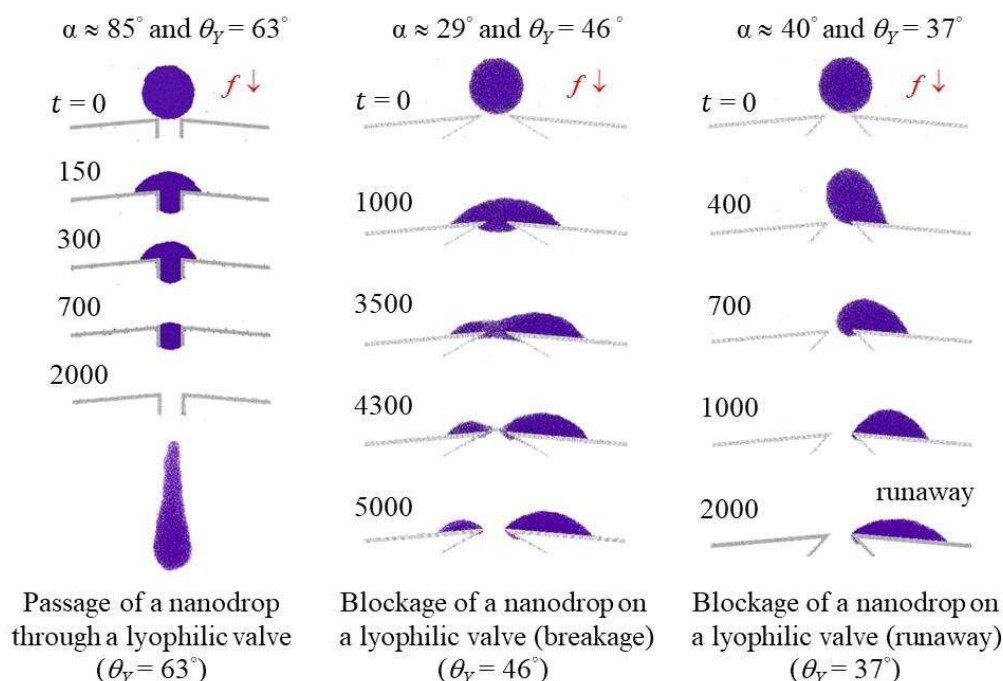 α ≈ 85° and θY = 63°
f ↓
t = 0
150
300
700
2000
Passage of a nanodrop
through a lyophilic valve
(θY = 63°)
α ≈ 29° and θY = 46°
f ↓
t = 0
1000
3500
4300
5000
Blockage of a nanodrop on
a lyophilic valve (breakage)
(θY = 46°)
α ≈ 40° and θY = 37°
f ↓
t = 0
400
700
1000
runaway
2000
Blockage of a nanodrop on
a lyophilic valve (runaway)
(θY = 37°)